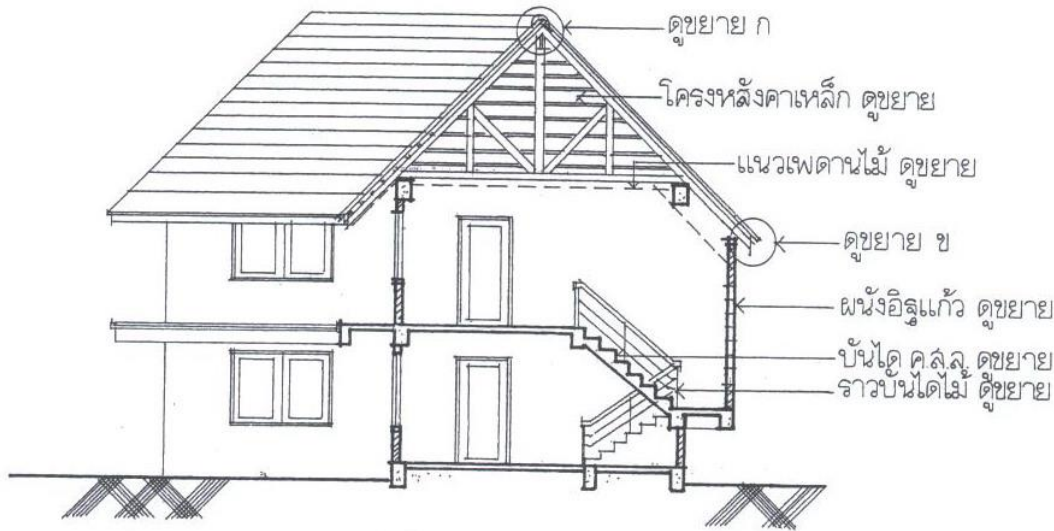 ดูขยาย ก
โครงหลังคาเหล็ก ดูขยาย
แนวเพดานไม้ ดูขยาย
ดูขยาย ข
ผนังอิฐแก้ว ดูขยาย
บันได ค.ส.ล. ดูขยาย
ราวบันไดไม้ ดูขยาย